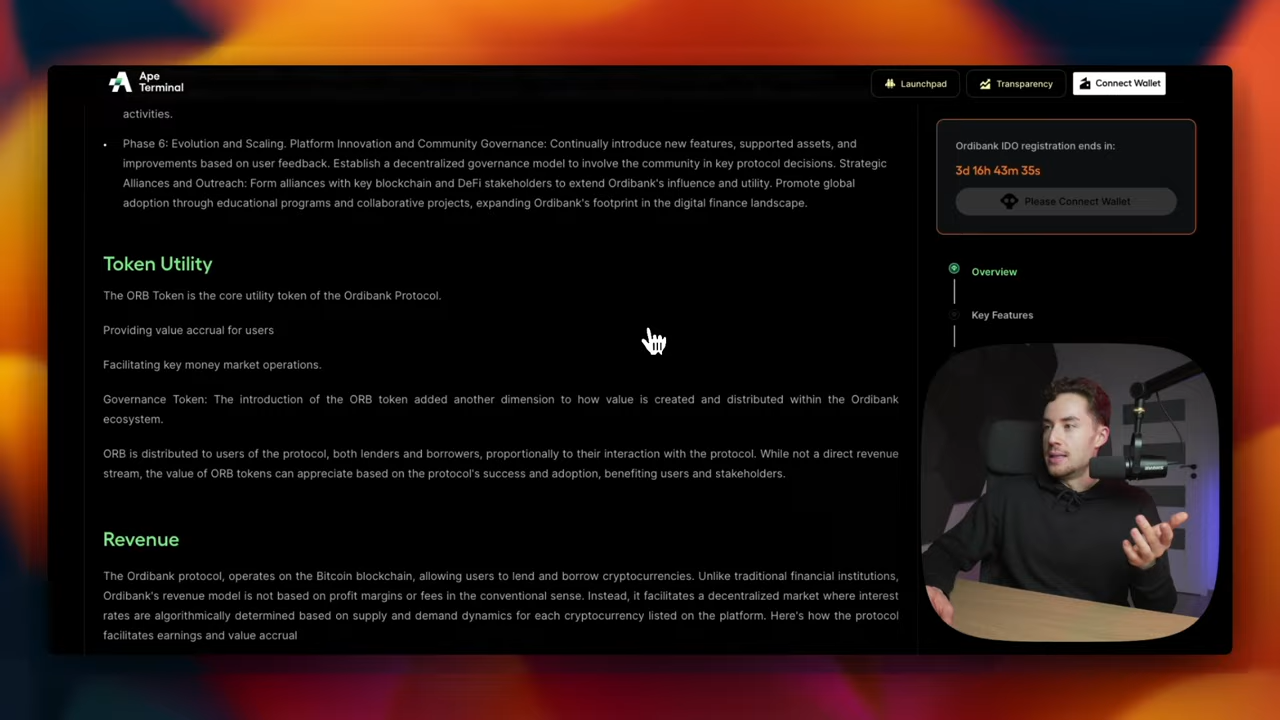 Ape
Terminal
Launchpad
Transparency
Connect Wallet
activities.
• Phase 6: Evolution and Scaling. Platform Innovation and Community Governance: Continually introduce new features, supported assets, and
improvements based on user feedback. Establish a decentralized governance model to involve the community in key protocol decisions. Strategic
Alliances and Outreach: Form alliances with key blockchain and DeFi stakeholders to extend Ordibank's influence and utility. Promote global
adoption through educational programs and collaborative projects, expanding Ordibank's footprint in the digital finance landscape.
Token Utility
The ORB Token is the core utility token of the Ordibank Protocol.
Providing value accrual for users
Facilitating key money market operations.
Governance Token: The introduction of the ORB token added another dimension to how value is created and distributed within the Ordibank
ecosystem.
ORB is distributed to users of the protocol, both lenders and borrowers, proportionally to their interaction with the protocol. While not a direct revenue
stream, the value of ORB tokens can appreciate based on the protocol's success and adoption, benefiting users and stakeholders.
Revenue
The Ordibank protocol, operates on the Bitcoin blockchain, allowing users to lend and borrow cryptocurrencies. Unlike traditional financial institutions,
Ordibank's revenue model is not based on profit margins or fees in the conventional sense. Instead, it facilitates a decentralized market where interest
rates are algorithmically determined based on supply and demand dynamics for each cryptocurrency listed on the platform. Here's how the protocol
facilitates earnings and value accrual
Ordibank IDO registration ends in:
3d 16h 43m 35s
Please Connect Wallet
Overview
Key Features